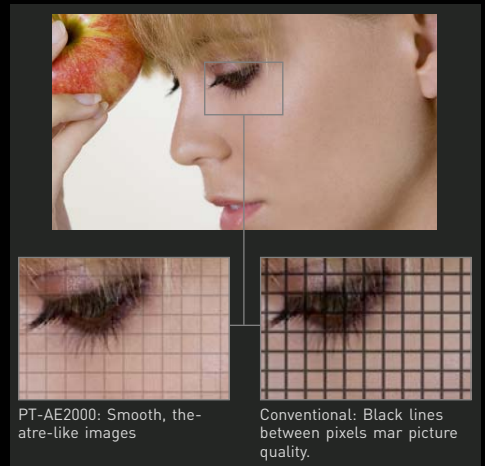 PT-AE2000: Smooth, the-
atre-like images
Conventional: Black lines
between pixels mar picture
quality.